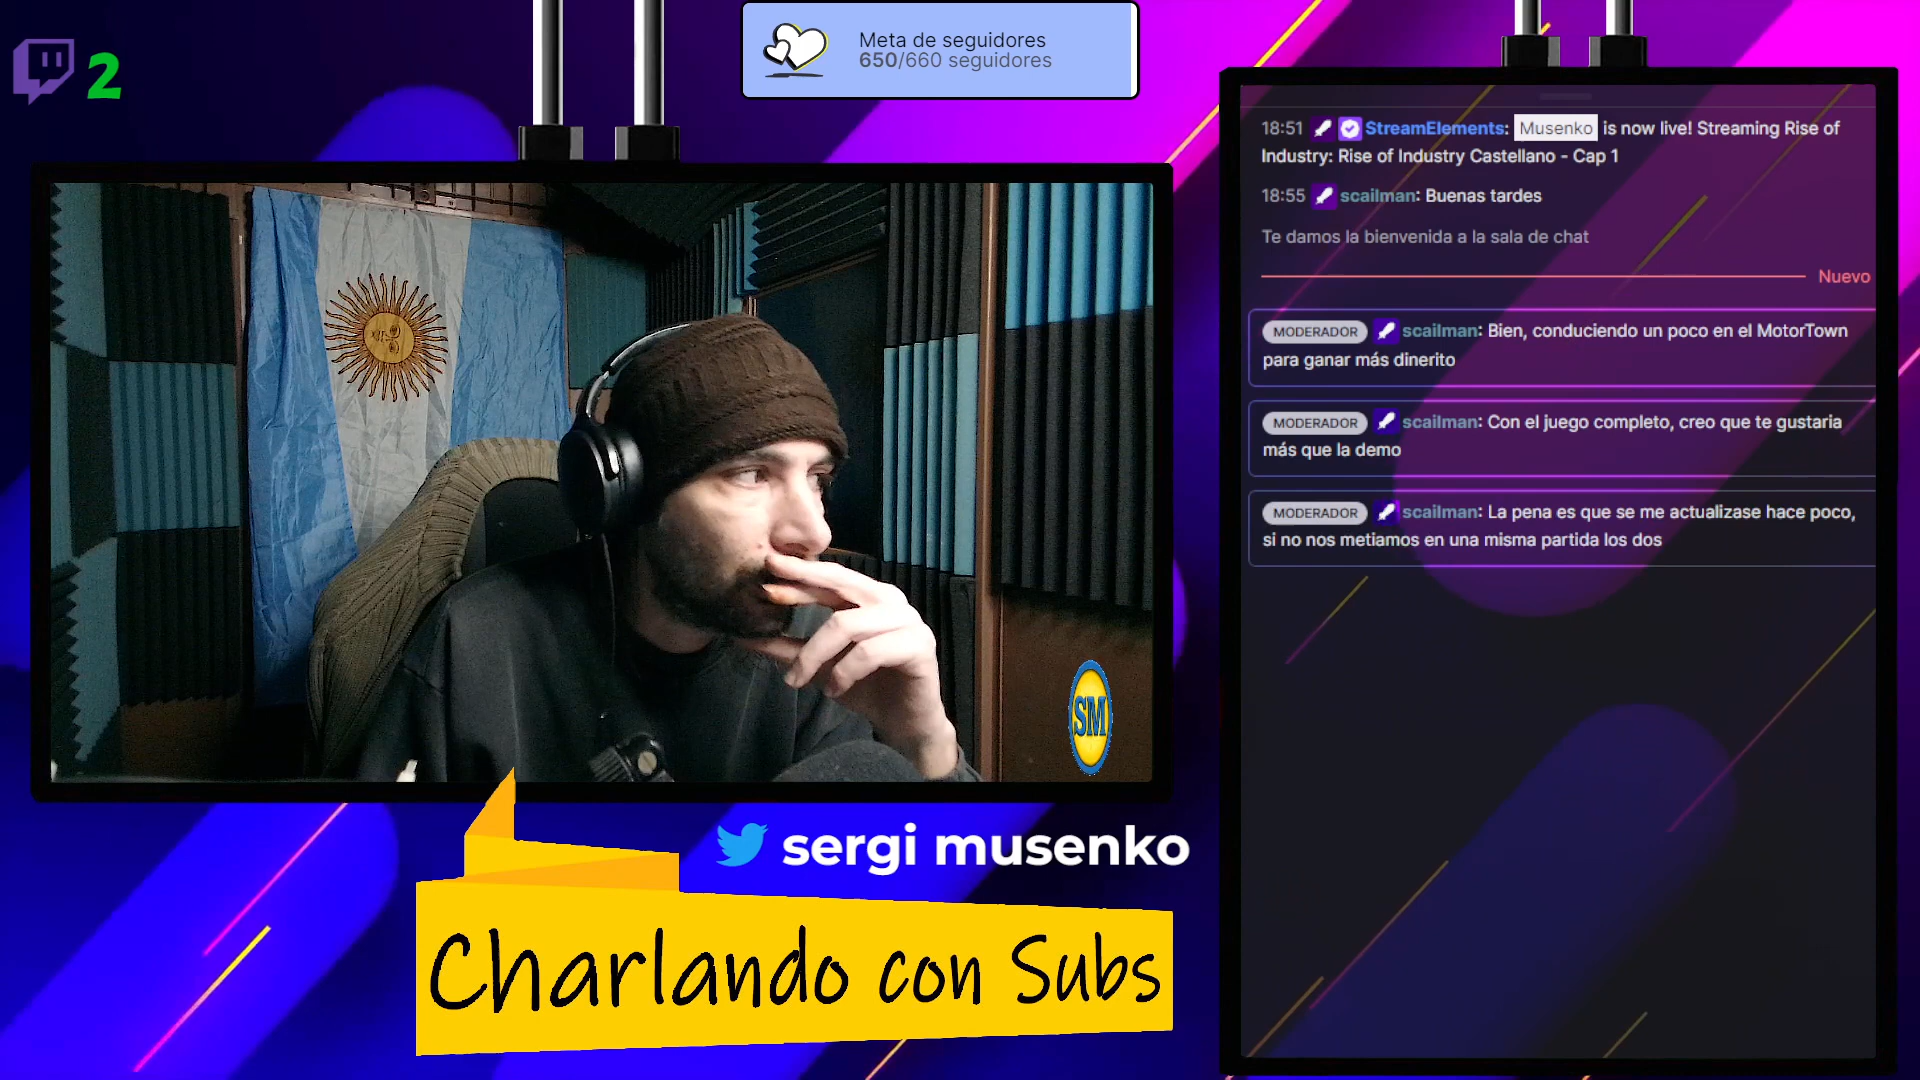 2
Meta de seguidores
650/660 seguidores
18:51 StreamElements: Musenko is now live! Streaming Rise of
Industry: Rise of Industry Castellano - Cap 1
18:55 scailman: Buenas tardes
Te damos la bienvenida a la sala de chat
Nuevo
MODERADOR scailman: Bien, conduciendo un poco en el MotorTown
para ganar más dinerito
MODERADOR scailman: Con el juego completo, creo que te gustaria
más que la demo
MODERADOR scailman: La pena es que se me actualizase hace poco,
si no nos metiamos en una misma partida los dos
SM
sergi musenko
Charlando con Subs